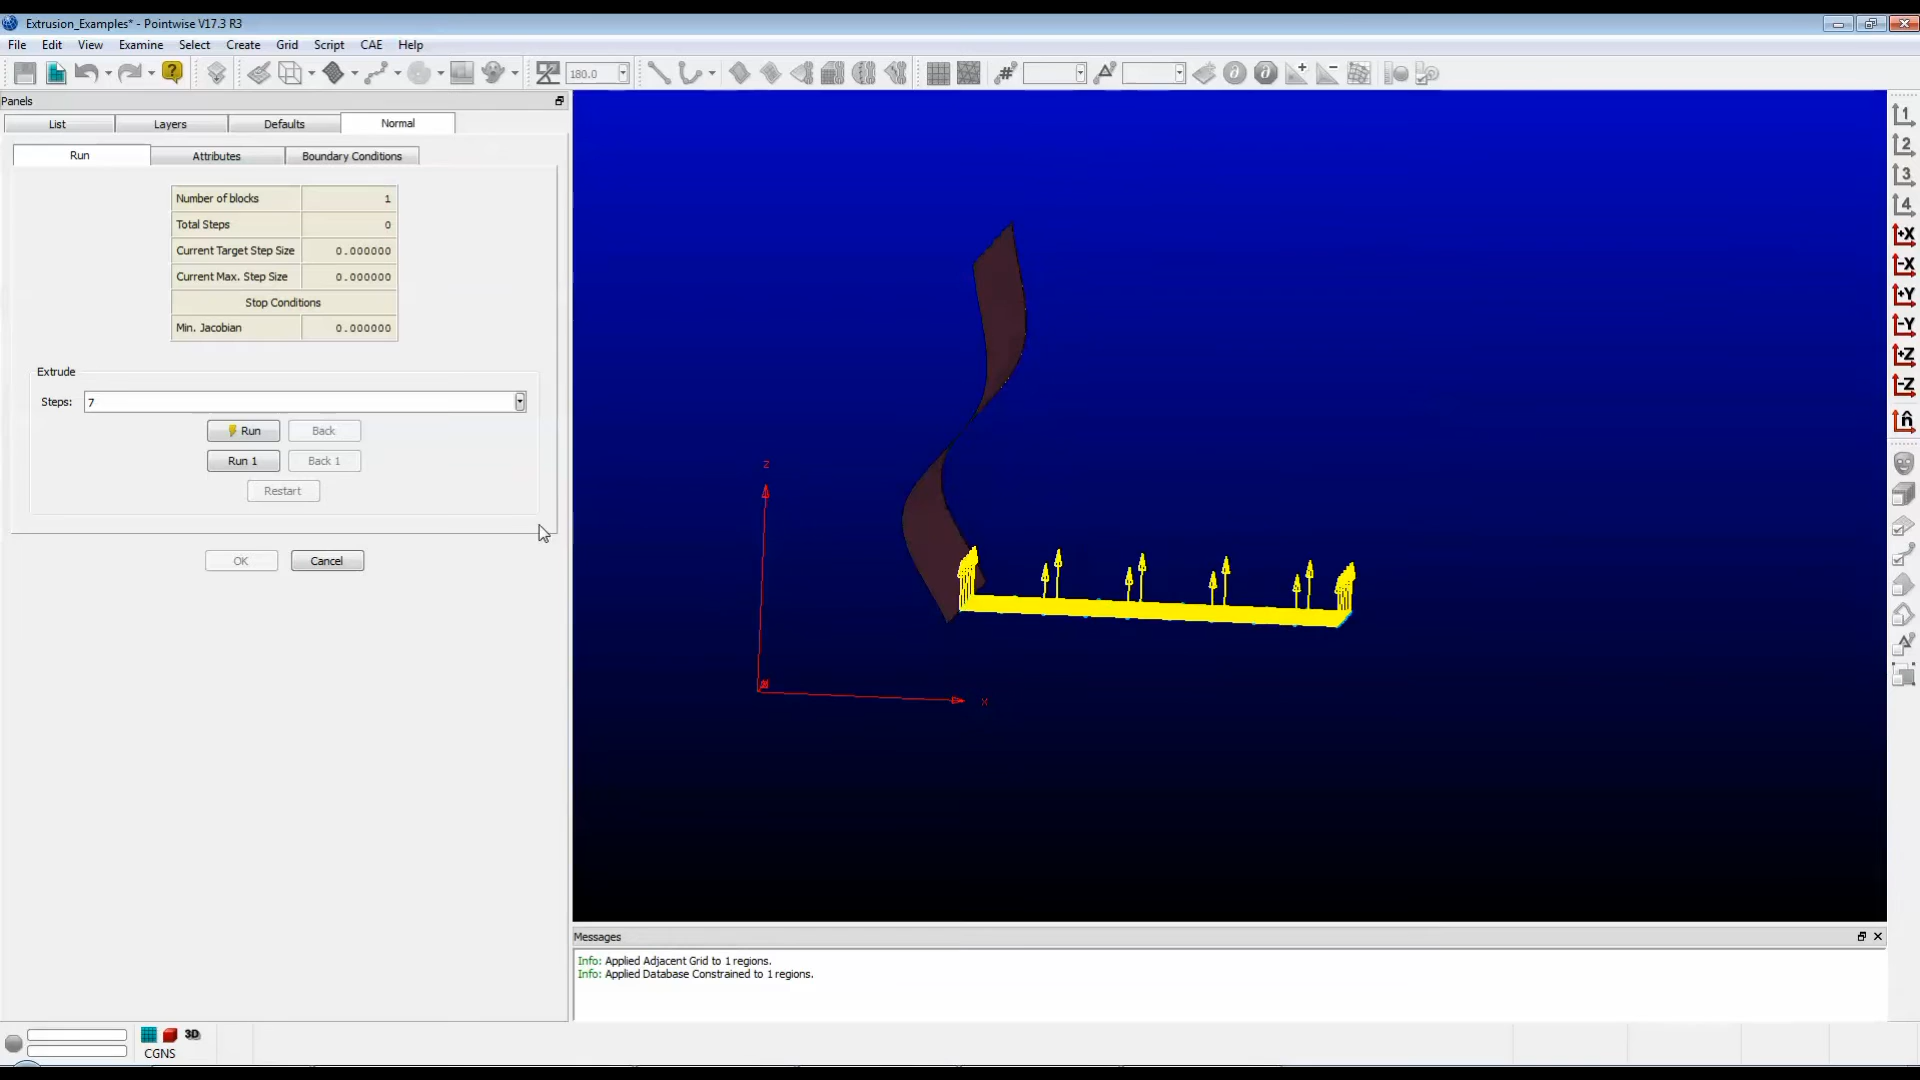 Extrusion_Examples* - Pointwise V17.3 R3
File Edit View Examine Select Create Grid Script CAE Help
180.0
Panels
List Layers Defaults Normal
Run Attributes Boundary Conditions
Number of blocks 1
Total Steps 0
Current Target Step Size 0.000000
Current Max. Step Size 0.000000
Stop Conditions
Min. Jacobian 0.000000
Extrude
Steps: 7
Run Back
Run 1 Back 1
Restart
OK Cancel
z
x
1
2
3
4
+X
-X
+Y
-Y
+Z
-Z
n̂
Messages
Info: Applied Adjacent Grid to 1 regions.
Info: Applied Database Constrained to 1 regions.
3D
CGNS